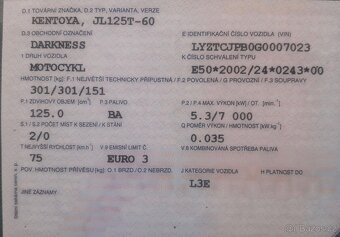 D.1 TOVÁRNÍ ZNAČKA, D.2 TYP, VARIANTA, VERZE
KENTOYA, JL125T-60
D.3 OBCHODNÍ OZNAČENÍ
E IDENTIFIKAČNÍ ČÍSLO VOZIDLA (VIN)
DARKNESS
LYZTCJPB0G0007023
1 DRUH VOZIDLA
K ČÍSLO SCHVÁLENÍ TYPU
MOTOCYKL
E50*2002/24*0243*00
HMOTNOST [kg]: F.1 NEJVĚTŠÍ TECHNICKY PŘÍPUSTNÁ / F.2 POVOLENÁ / G PROVOZNÍ / F.3 SOUPRAVY
301/301/151
P.1 ZDVIHOVÝ OBJEM [cm³]
P.3 PALIVO
P.2 / P.4 MAX. VÝKON [kW] / OT. [min⁻¹]
125.0
BA
5.3/7 000
S.1 / S.2 POČET MÍST K SEZENÍ / K STÁNÍ
Q POMĚR VÝKON / HMOTNOST [kW·kg⁻¹]
2/0
0.035
T NEJVYŠŠÍ RYCHLOST [km/h]
V.9 EMISNÍ LIMIT Č.
V.8 KOMBINOVANÁ SPOTŘEBA PALIVA
75
EURO 3
POV. HMOTNOST PŘÍVĚSU [kg]:
O.1 BRZD. / O.2 NEBRZD.
J KATEGORIE VOZIDLA
H PLATNOST DO
L3E
JINÉ ZÁZNAMY